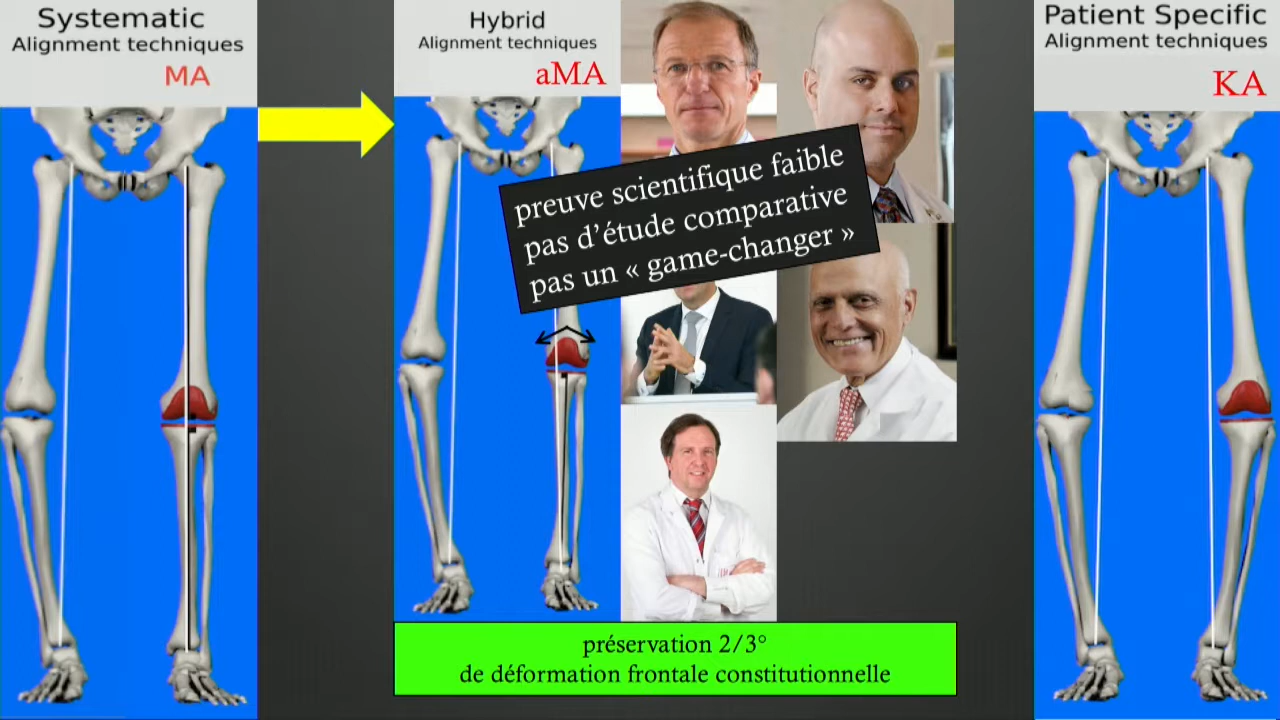 Systematic
Alignment techniques
MA
Hybrid
Alignment techniques
aMA
preuve scientifique faible
pas d'étude comparative
pas un « game-changer »
préservation 2/3°
de déformation frontale constitutionnelle
Patient Specific
Alignment techniques
KA